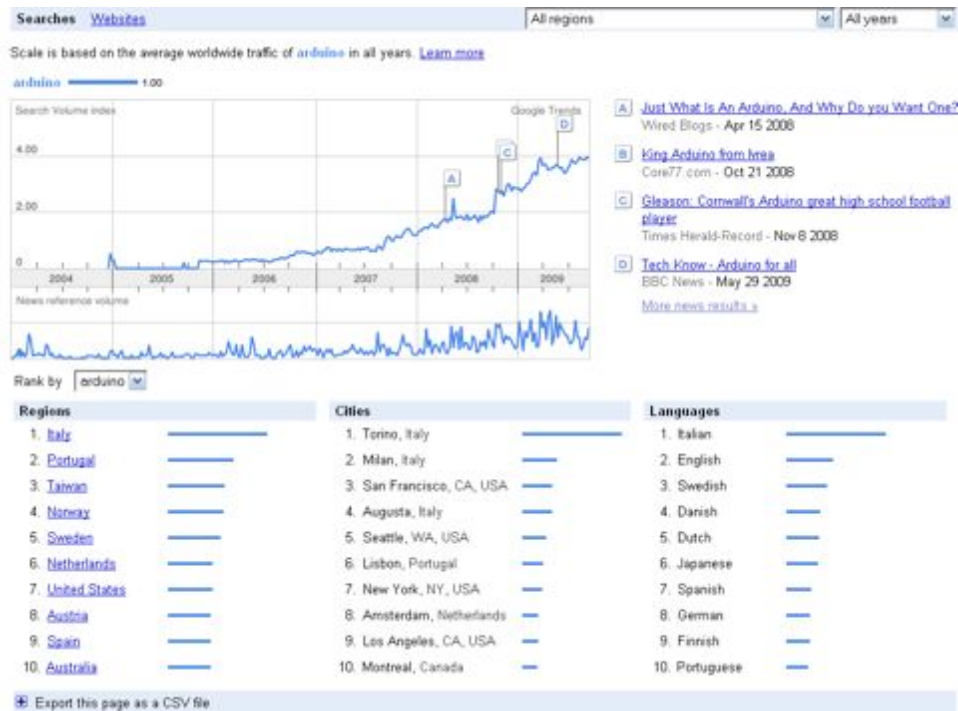 Searches Websites All regions All years
Scale is based on the average worldwide traffic of arduino in all years. Learn more
arduino 1.00
Search Volume index Google Trends
4.00
2.00
0
A
C
D
2004 2005 2006 2007 2008 2009
News reference volume
A Just What Is An Arduino, And Why Do you Want One?
Wired Blogs - Apr 15 2008
B King Arduino from Ivrea
Core77.com - Oct 21 2008
C Gleason: Cornwall's Arduino great high school football
player
Times Herald-Record - Nov 8 2008
D Tech Know - Arduino for all
BBC News - May 29 2009
More news results »
Rank by arduino
Regions
1. Italy
2. Portugal
3. Taiwan
4. Norway
5. Sweden
6. Netherlands
7. United States
8. Austria
9. Spain
10. Australia
Cities
1. Torino, Italy
2. Milan, Italy
3. San Francisco, CA, USA
4. Augusta, Italy
5. Seattle, WA, USA
6. Lisbon, Portugal
7. New York, NY, USA
8. Amsterdam, Netherlands
9. Los Angeles, CA, USA
10. Montreal, Canada
Languages
1. Italian
2. English
3. Swedish
4. Danish
5. Dutch
6. Japanese
7. Spanish
8. German
9. Finnish
10. Portuguese
Export this page as a CSV file